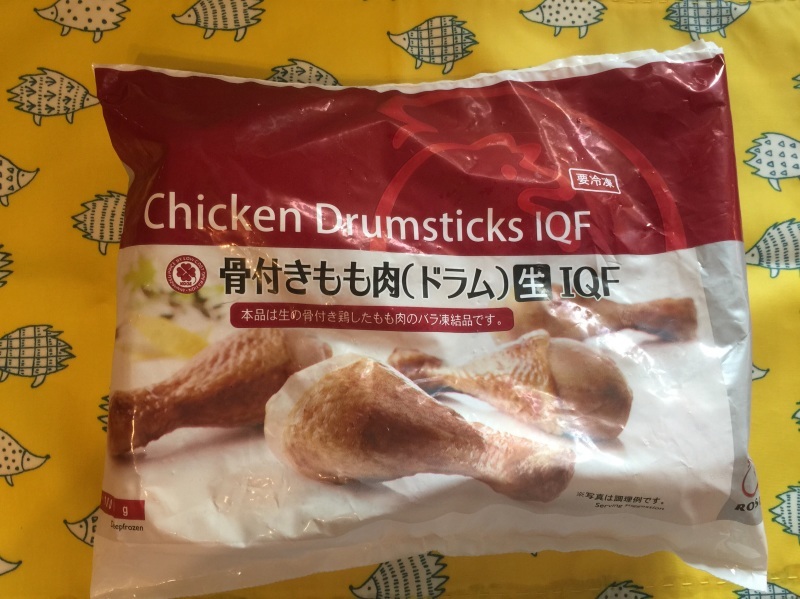 要冷凍
Chicken Drumsticks IQF
骨付きもも肉(ドラム)生 IQF
本品は生の骨付き鶏したもも肉のバラ凍結品です。
※写真は調理例です。
g